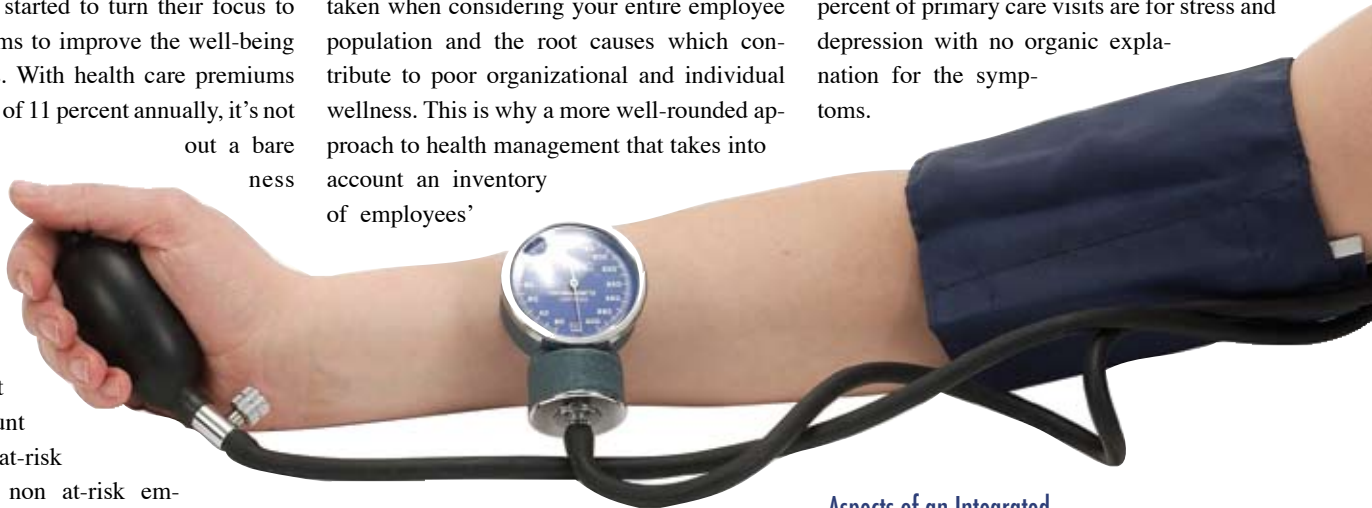 started to turn their focus to
ms to improve the well-being
. With health care premiums
of 11 percent annually, it’s not
out a bare
ness
t
unt
at-risk
non at-risk em-
taken when considering your entire employee
population and the root causes which con-
tribute to poor organizational and individual
wellness. This is why a more well-rounded ap-
proach to health management that takes into
account an inventory
of employees’
percent of primary care visits are for stress and
depression with no organic expla-
nation for the symp-
toms.
Aspects of an Integrated